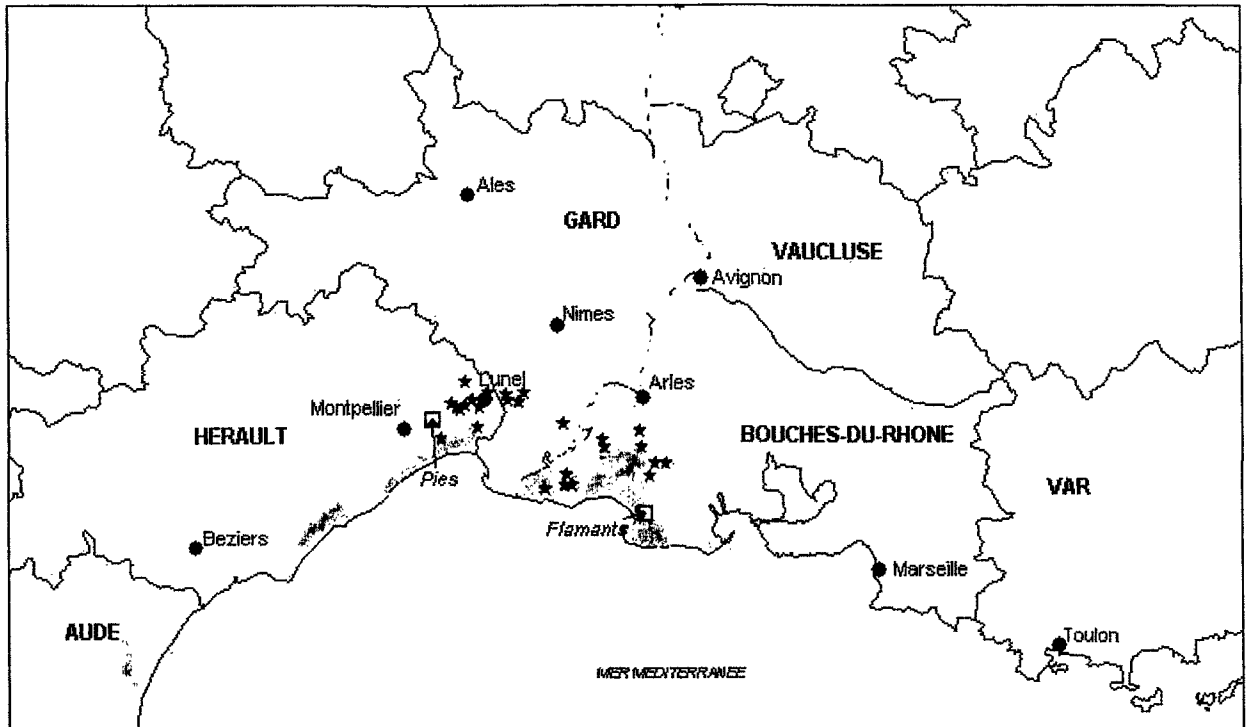 Ales
GARD
VAUCLUSE
Avignon
Nimes
Lunel
Arles
Montpellier
HERAULT
BOUCHES-DU-RHONE
Pies
VAR
Flamants
Beziers
Marseille
AUDE
Toulon
MER MEDITERRANEE